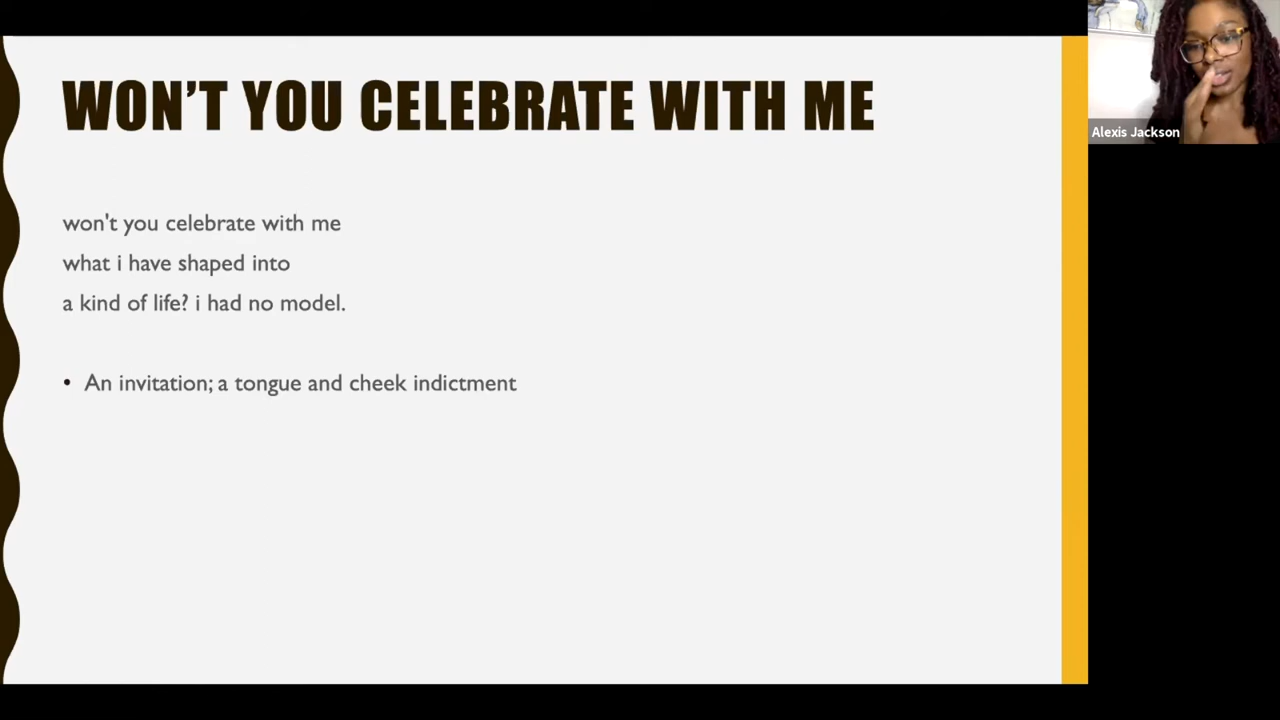 WON’T YOU CELEBRATE WITH ME
won't you celebrate with me
what i have shaped into
a kind of life? i had no model.
• An invitation; a tongue and cheek indictment
Alexis Jackson